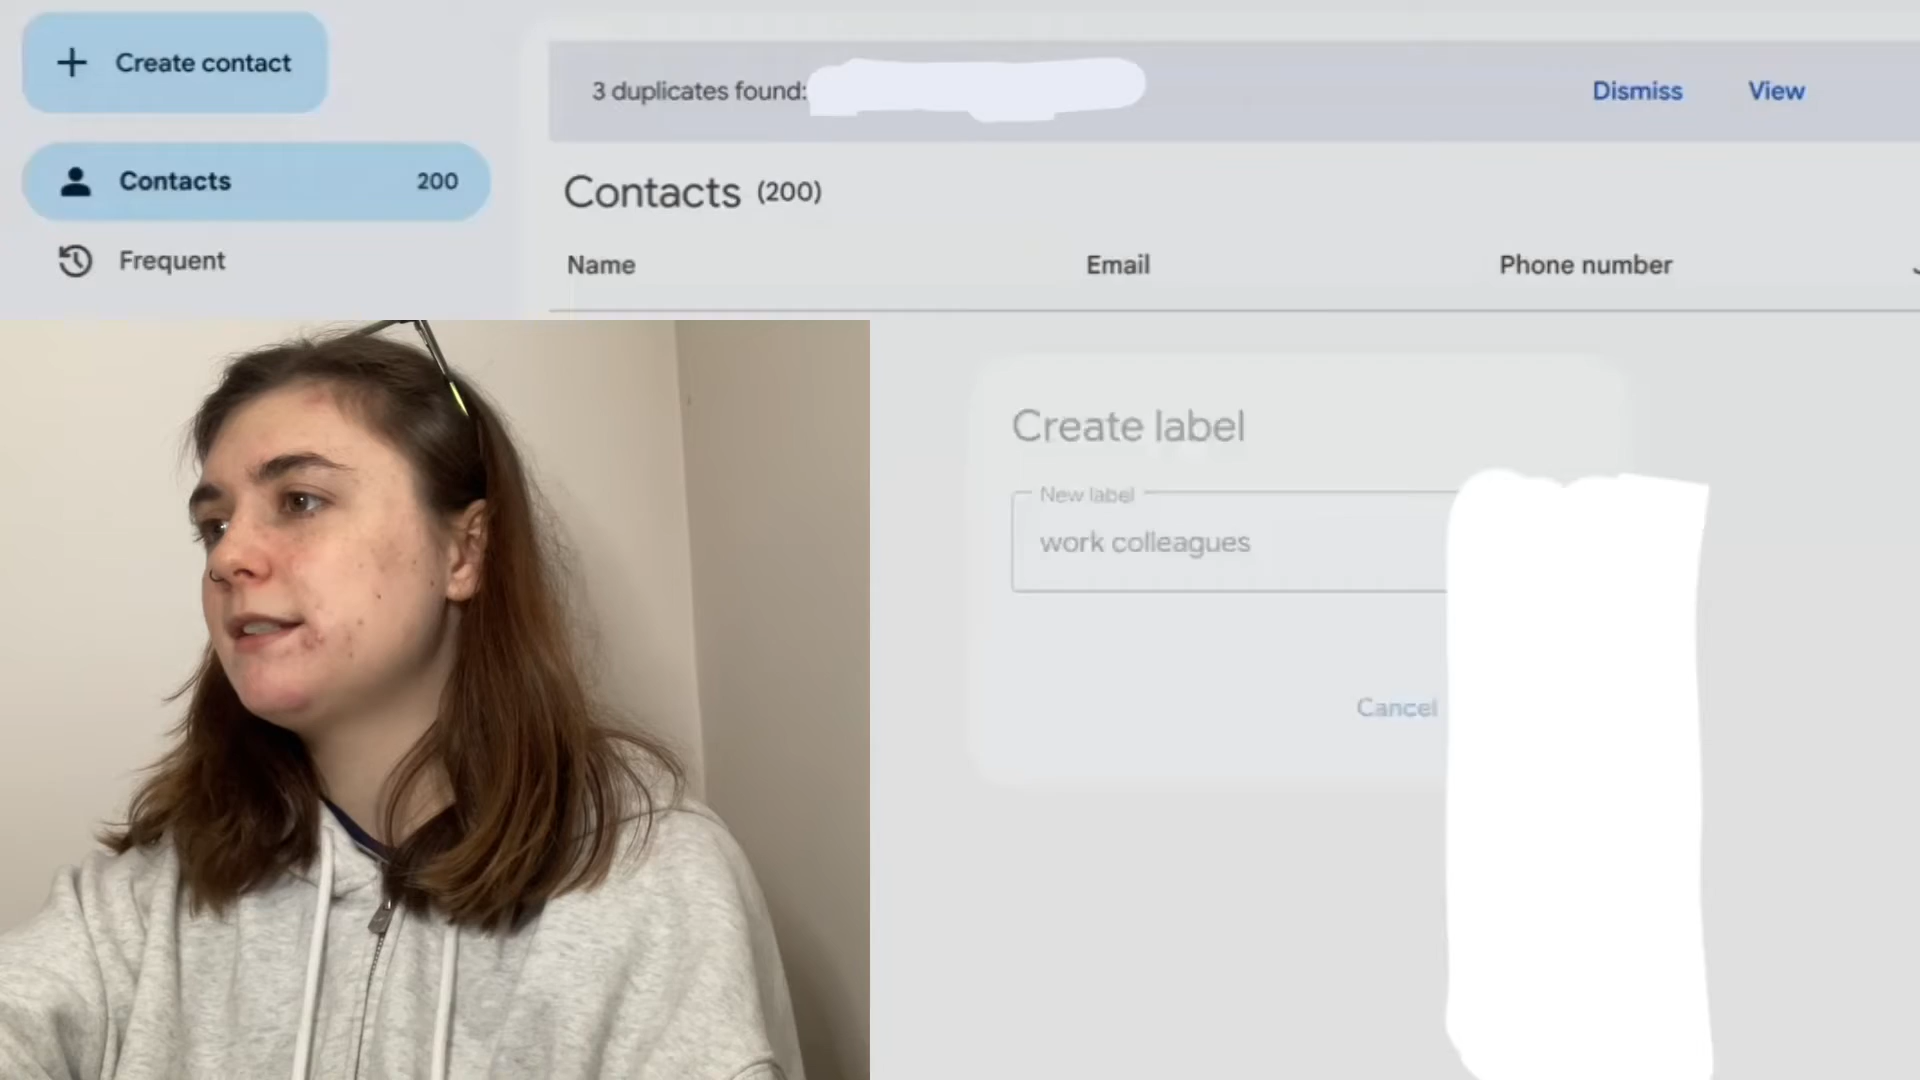 Create contact
3 duplicates found:
Dismiss
View
Contacts
200
Contacts (200)
Frequent
Name
Email
Phone number
Create label
New label
work colleagues
Cancel